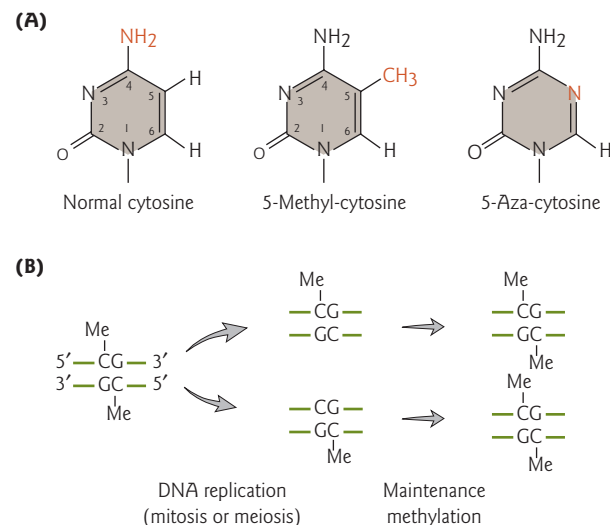 (A)
NH2 NH2 NH2
N 3 4 5 H N 3 4 5 CH3 N N
O 2 N 1 6 H O 2 N 1 6 H O N H
Normal cytosine 5-Methyl-cytosine 5-Aza-cytosine
(B)
Me
CG
GC
Me
CG
GC
Me
Me
5′ CG 3′
3′ GC 5′
Me
CG
GC
Me
Me
CG
GC
Me
DNA replication
(mitosis or meiosis)
Maintenance
methylation